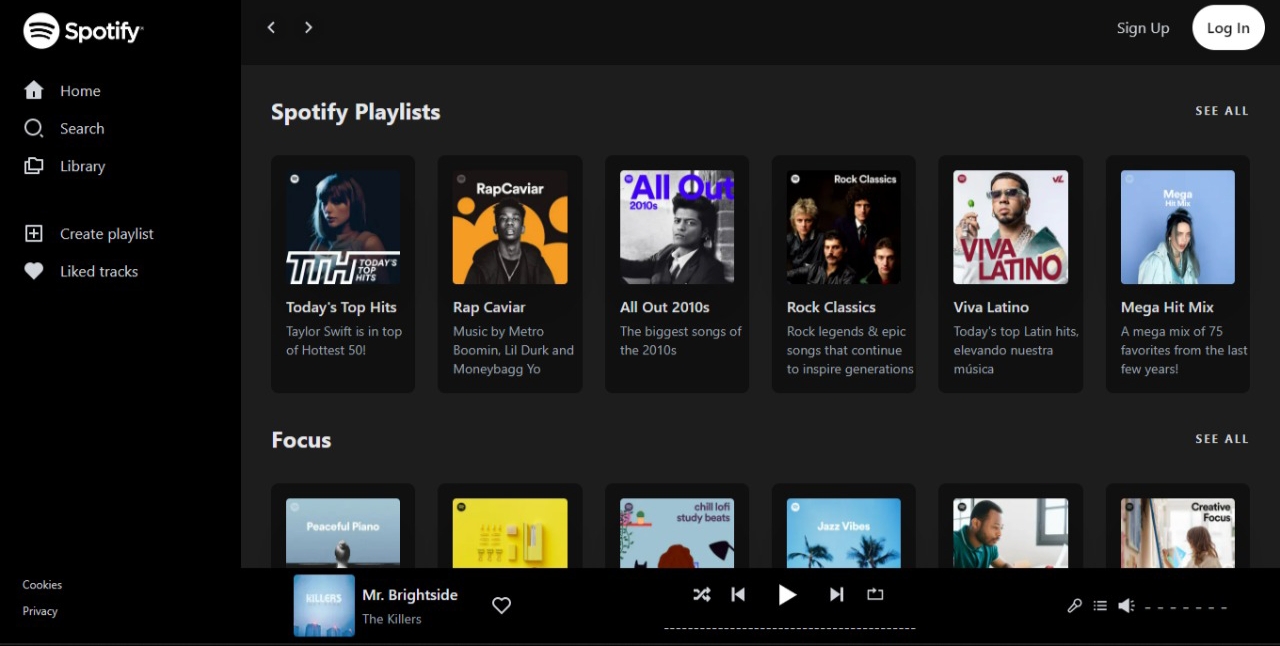 Spotify
Sign Up
Log In
Home
Search
Library
Create playlist
Liked tracks
Cookies
Privacy
Spotify Playlists
SEE ALL
TTH TODAY'S
TOP
HITS
Today's Top Hits
Taylor Swift is in top
of Hottest 50!
RapCaviar
Rap Caviar
Music by Metro
Boomin, Lil Durk and
Moneybagg Yo
All Out
2010s
All Out 2010s
The biggest songs of
the 2010s
Rock Classics
Rock Classics
Rock legends & epic
songs that continue
to inspire generations
VIVA
LATINO
Viva Latino
Today's top Latin hits,
elevando nuestra
música
Mega
Hit Mix
Mega Hit Mix
A mega mix of 75
favorites from the last
few years!
Focus
SEE ALL
Peaceful Piano
chill lofi
study beats
Jazz Vibes
Creative
Focus
KILLERS
Mr. Brightside
The Killers